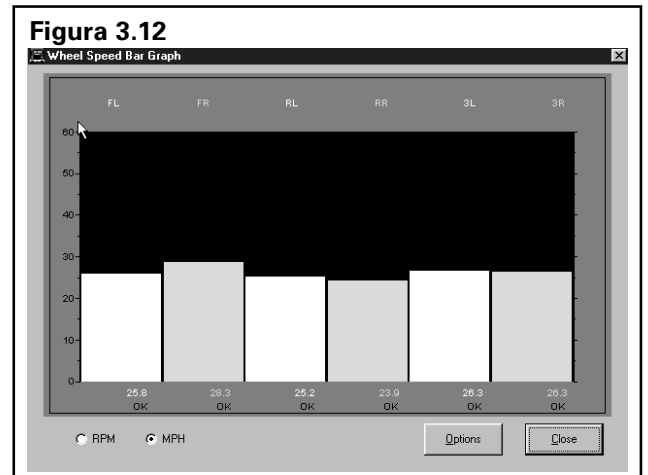 Figura 3.12
Wheel Speed Bar Graph
FL FR RL RR 3L 3R
60
50
40
30
20
10
0
25.8 28.3 25.2 23.9 26.3 26.3
OK OK OK OK OK OK
RPM MPH Options Close